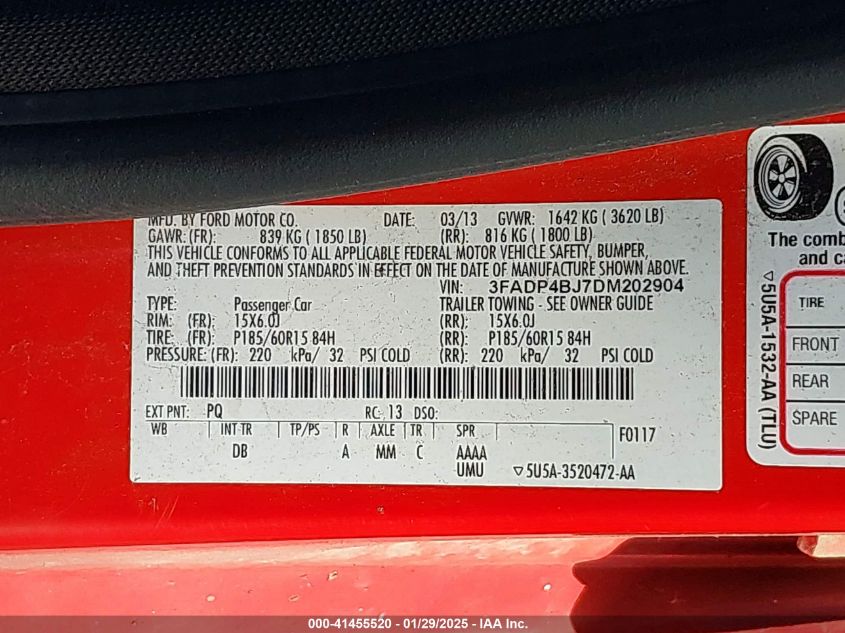 MFD. BY FORD MOTOR CO. DATE: 03/13 GVWR: 1642 KG ( 3620 LB)
GAWR: (FR): 839 KG ( 1850 LB) (RR): 816 KG ( 1800 LB)
THIS VEHICLE CONFORMS TO ALL APPLICABLE FEDERAL MOTOR VEHICLE SAFETY, BUMPER,
AND THEFT PREVENTION STANDARDS IN EFFECT ON THE DATE OF MANUFACTURE SHOWN ABOVE.
VIN: 3FADP4BJ7DM202904
TYPE: Passenger Car TRAILER TOWING - SEE OWNER GUIDE
RIM: (FR) 15X6.0J (RR): 15X6.0J
TIRE: (FR) P185/60R15 84H (RR): P185/60R15 84H
PRESSURE: (FR): 220 kPa/ 32 PSI COLD (RR): 220 kPa/ 32 PSI COLD
EXT PNT: PQ RC: 13 DSO:
WB INT TR TP/PS R AXLE TR SPR F0117
DB A MM C AAAA
UMU ▽5U5A-3520472-AA
The comb
and ca
TIRE
FRONT
REAR
SPARE
▽5U5A-1532-AA (TLU)
000-41455520 | 01/29/2025 - IAA Inc.